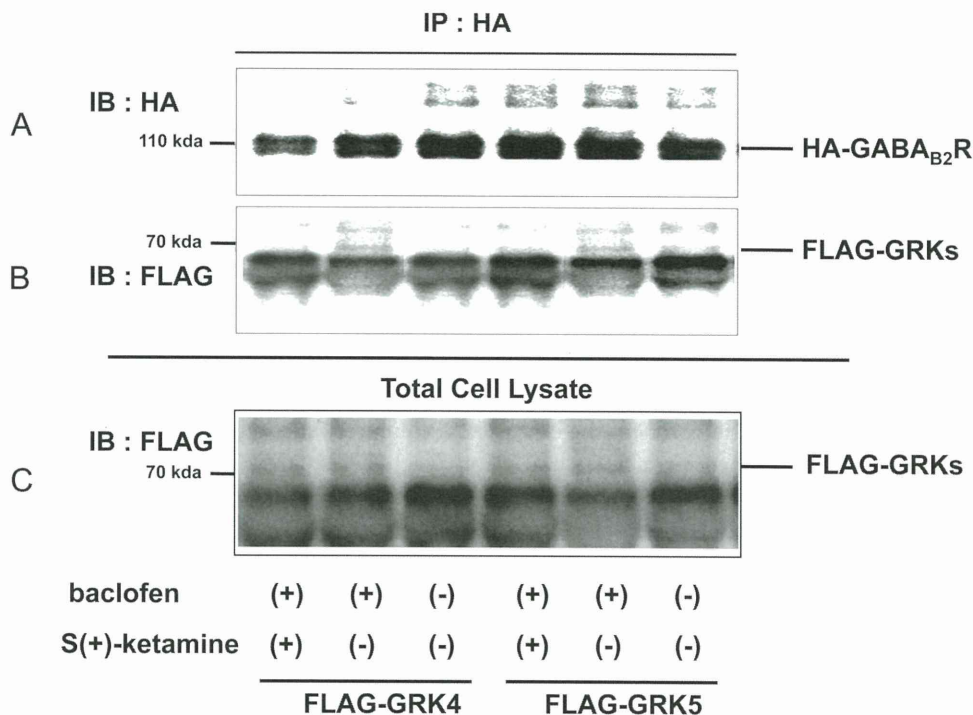 IP : HA
A
IB : HA
110 kda
HA-GABA_B2R
B
70 kda
IB : FLAG
FLAG-GRKs
Total Cell Lysate
C
IB : FLAG
70 kda
FLAG-GRKs
baclofen (+) (+) (-) (+) (+) (-)
S(+)-ketamine (+) (-) (-) (+) (-) (-)
FLAG-GRK4 FLAG-GRK5